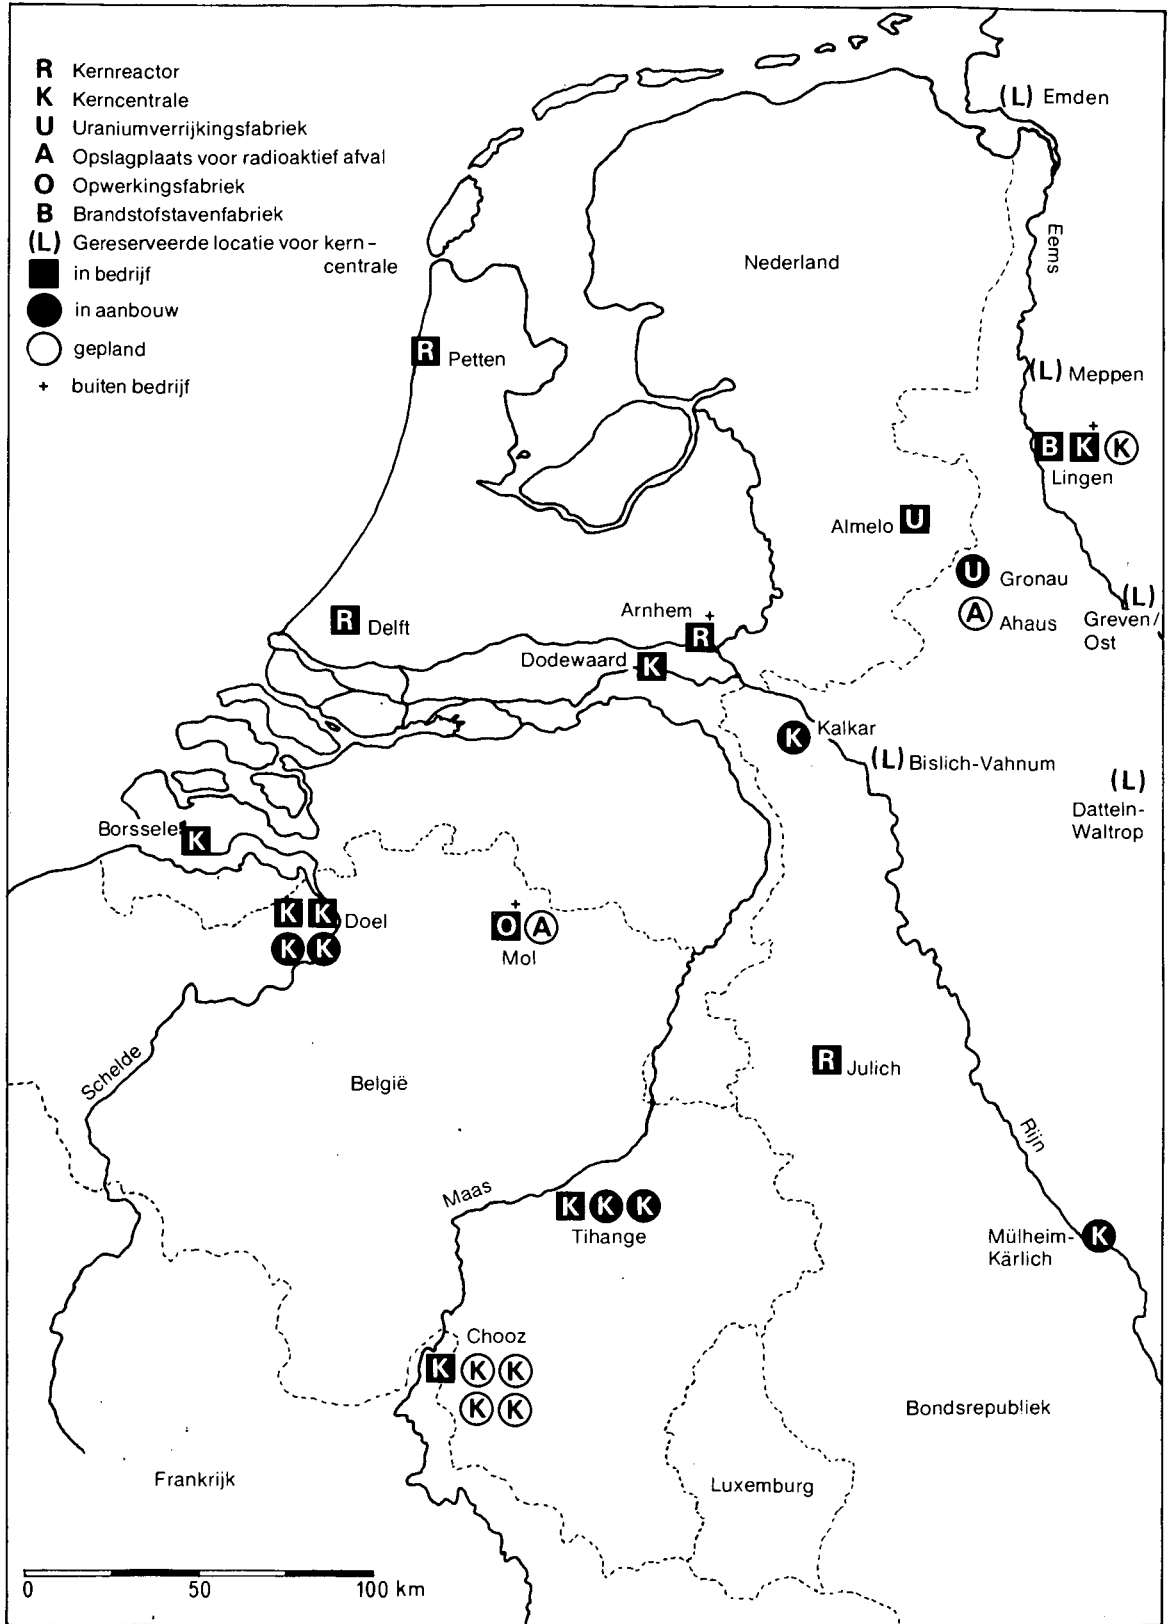 R Kernreactor
K Kerncentrale
U Uraniumverrijkingsfabriek
A Opslagplaats voor radioaktief afval
O Opwerkingsfabriek
B Brandstofstavenfabriek
(L) Gereserveerde locatie voor kern-
centrale
in bedrijf
in aanbouw
gepland
+ buiten bedrijf
(L) Emden
Eems
Nederland
R Petten
(L) Meppen
+
B K K
Lingen
Almelo U
U Gronau
A Ahaus
(L)
Greven/
Ost
R Delft
Arnhem +
R
Dodewaard K
K Kalkar
(L) Bislich-Vahnum
(L)
Datteln-
Waltrop
Borssele
K
K K Doel
K K
+
O A
Mol
Schelde
België
R Julich
Rijn
Maas
K K K
Tihange
Mülheim-
Kärlich
K
Chooz
K K K
K K
Bondsrepubliek
Frankrijk
Luxemburg
0 50 100 km